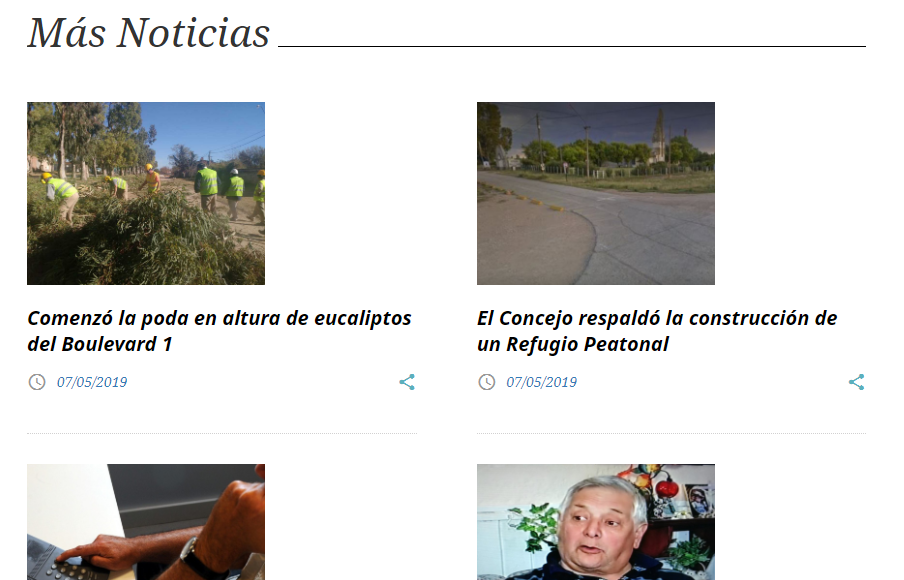 Más Noticias
Comenzó la poda en altura de eucaliptos
del Boulevard 1
07/05/2019
El Concejo respaldó la construcción de
un Refugio Peatonal
07/05/2019